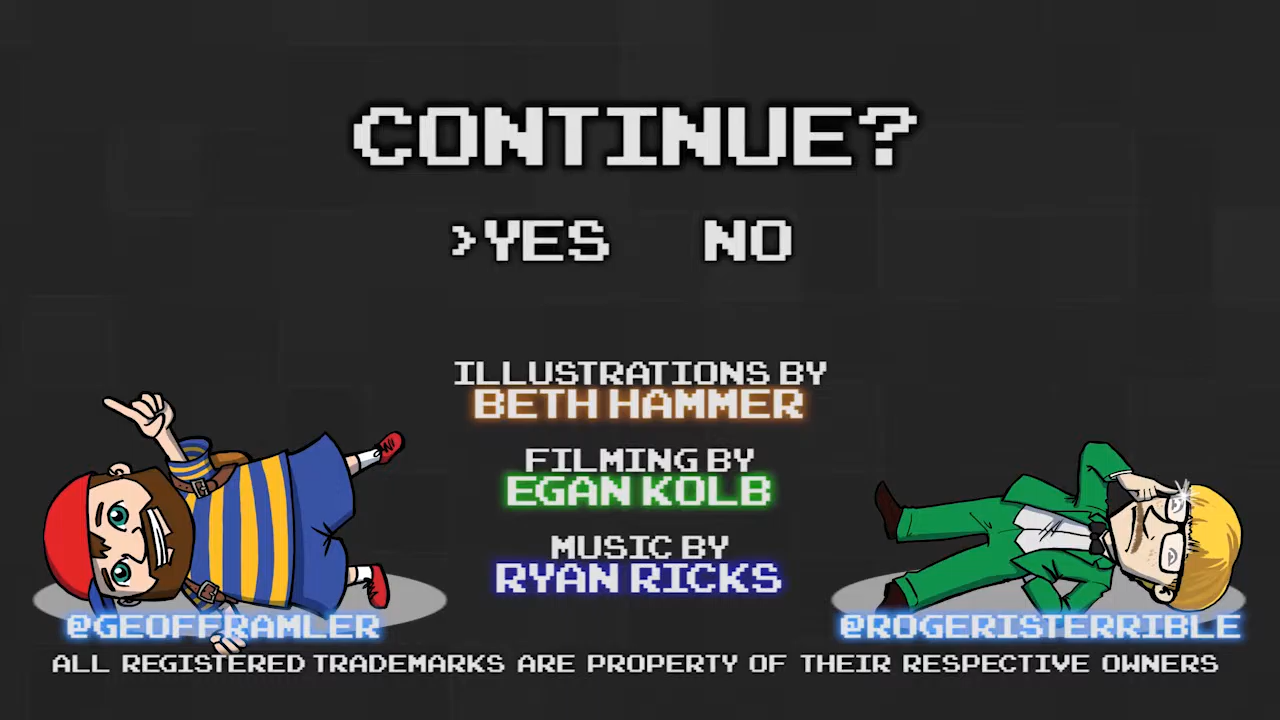 CONTINUE?
>YES NO
ILLUSTRATIONS BY
BETH HAMMER
FILMING BY
EGAN KOLB
MUSIC BY
RYAN RICKS
@GEOFFRAMLER
@ROGERISTERRIBLE
ALL REGISTERED TRADEMARKS ARE PROPERTY OF THEIR RESPECTIVE OWNERS